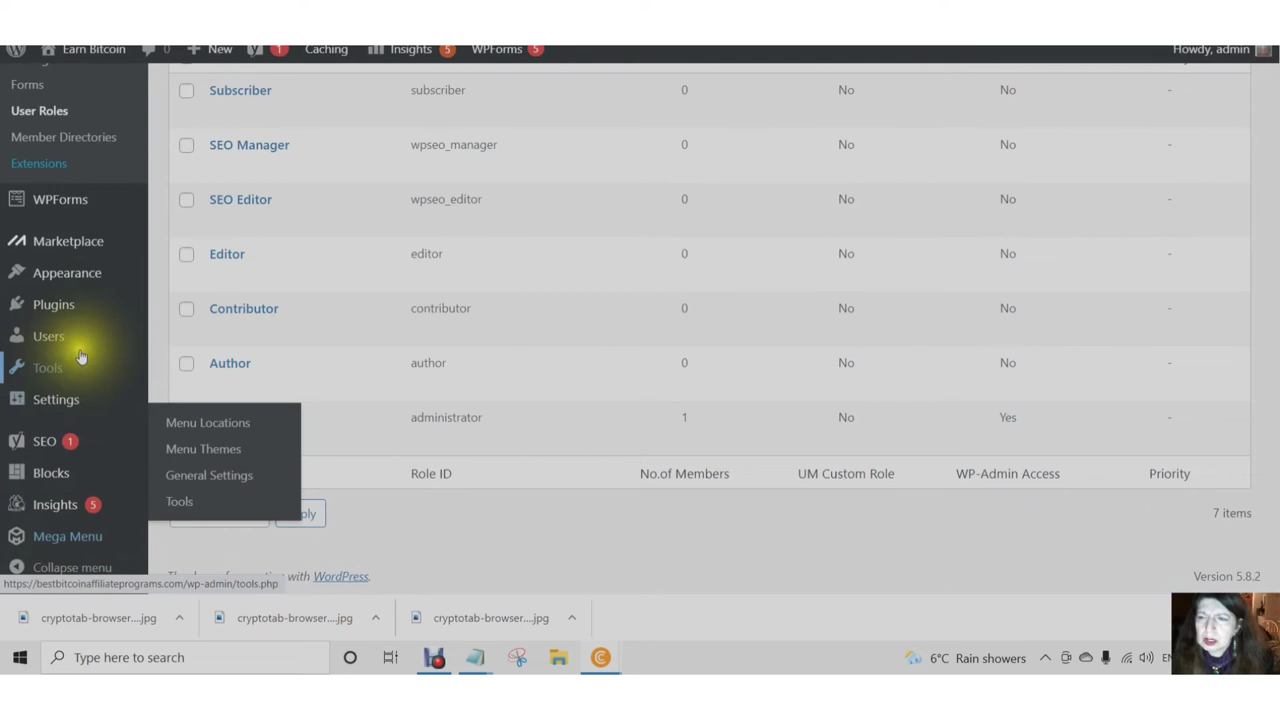 Earn Bitcoin 0 New 1 Caching Insights 5 WPForms 5 Howdy, admin
Forms
User Roles
Member Directories
Extensions
WPForms
Marketplace
Appearance
Plugins
Users
Tools
Settings
SEO 1
Blocks
Insights 5
Mega Menu
Collapse menu
Menu Locations
Menu Themes
General Settings
Tools
Subscriber subscriber 0 No No -
SEO Manager wpseo_manager 0 No No -
SEO Editor wpseo_editor 0 No No -
Editor editor 0 No No -
Contributor contributor 0 No No -
Author author 0 No No -
administrator 1 No Yes -
Role ID No.of Members UM Custom Role WP-Admin Access Priority
7 items
WordPress. Version 5.8.2
https://bestbitcoinaffiliateprograms.com/wp-admin/tools.php
cryptotab-browser....jpg cryptotab-browser....jpg cryptotab-browser....jpg
Type here to search 6°C Rain showers